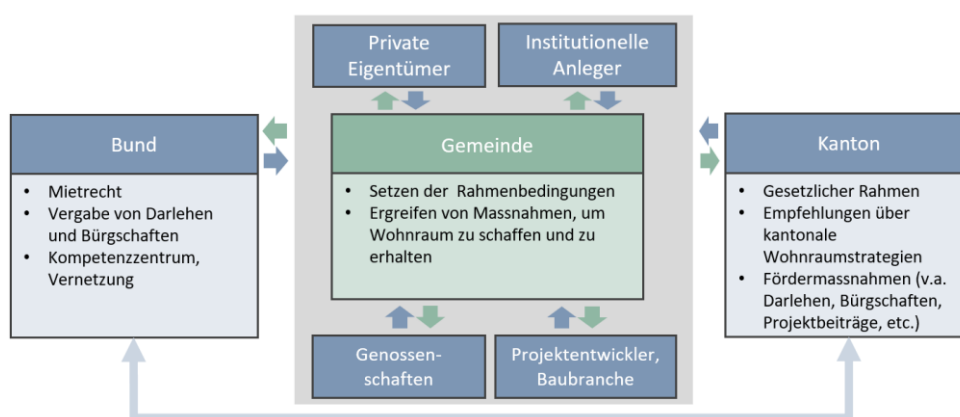 Private
Eigentümer
Institutionelle
Anleger
Bund
• Mietrecht
• Vergabe von Darlehen
und Bürgschaften
• Kompetenzzentrum,
Vernetzung
Gemeinde
• Setzen der Rahmenbedingungen
• Ergreifen von Massnahmen, um
Wohnraum zu schaffen und zu
erhalten
Kanton
• Gesetzlicher Rahmen
• Empfehlungen über
kantonale
Wohnraumstrategien
• Fördermassnahmen (v.a.
Darlehen, Bürgschaften,
Projektbeiträge, etc.)
Genossen-
schaften
Projektentwickler,
Baubranche